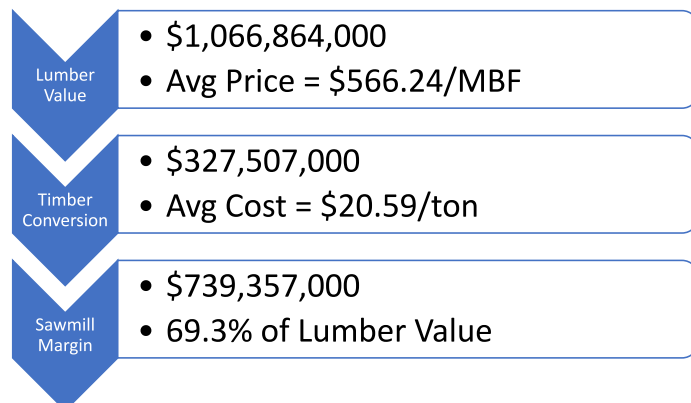 Lumber
Value
• $1,066,864,000
• Avg Price = $566.24/MBF
Timber
Conversion
• $327,507,000
• Avg Cost = $20.59/ton
Sawmill
Margin
• $739,357,000
• 69.3% of Lumber Value